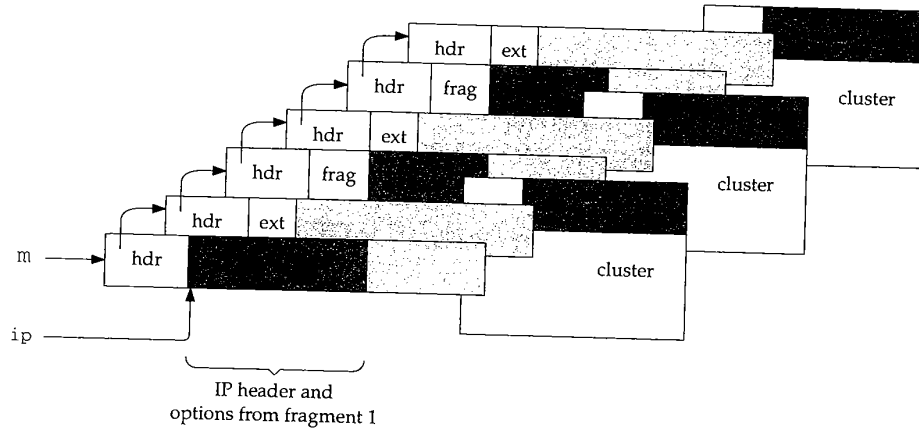 hdr ext
cluster
hdr frag
hdr ext
cluster
hdr frag
hdr ext
cluster
m hdr
ip
IP header and
options from fragment 1